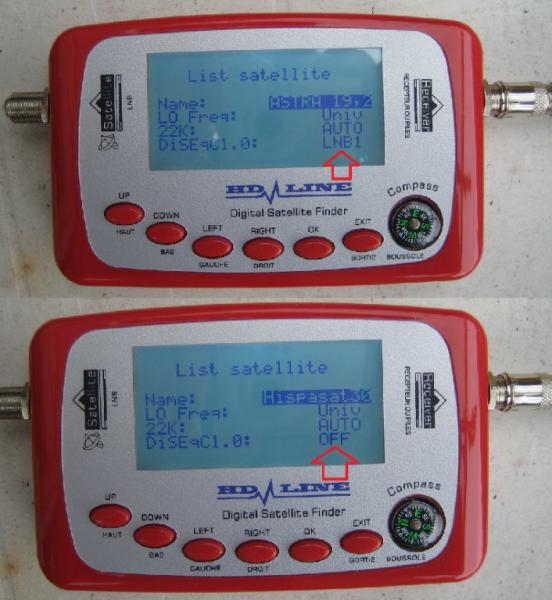 List satellite
Name: ASTRA 19.2
LO Freq: Univ
22K: AUTO
DiSEqC1.0: LNB1
Satellite
LNB
Receiver
HD LINE
Digital Satellite Finder
Compass
UP
HAUT
DOWN
BAS
LEFT
GAUCHE
RIGHT
DROIT
OK
EXIT
SORTIE
BOUSSOLE
N
E
S
W
List satellite
Name: Hispasat30
LO Freq: Univ
22K: AUTO
DiSEqC1.0: OFF
Satellite
LNB
Receiver
HD LINE
Digital Satellite Finder
Compass
UP
HAUT
DOWN
BAS
LEFT
GAUCHE
RIGHT
DROIT
OK
EXIT
SORTIE
BOUSSOLE
N
E
S
W